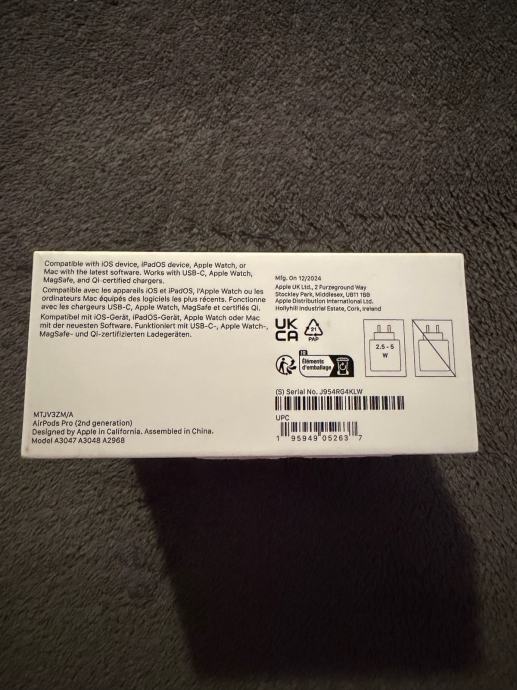 Compatible with iOS device, iPadOS device, Apple Watch, or
Mac with the latest software. Works with USB-C, Apple Watch,
MagSafe, and Qi-certified chargers.
Compatible avec les appareils iOS et iPadOS, l'Apple Watch ou les
ordinateurs Mac équipés des logiciels les plus récents. Fonctionne
avec les chargeurs USB-C, Apple Watch, MagSafe et certifiés Qi.
Kompatibel mit iOS-Gerät, iPadOS-Gerät, Apple Watch oder Mac
mit der neuesten Software. Funktioniert mit USB-C-, Apple Watch-,
MagSafe- und Qi-zertifizierten Ladegeräten.
MTJV3ZM/A
AirPods Pro (2nd generation)
Designed by Apple in California. Assembled in China.
Model A3047 A3048 A2968
Mfg. On 12/2024
Apple UK Ltd., 2 Furzeground Way
Stockley Park, Middlesex, UB11 1BB
Apple Distribution International Ltd.
Hollyhill Industrial Estate, Cork, Ireland
UK
CA
21
PAP
2.5 - 5
W
FR
Éléments
d'emballage
(S) Serial No. J954RG4KLW
UPC
1 95949 05263 7